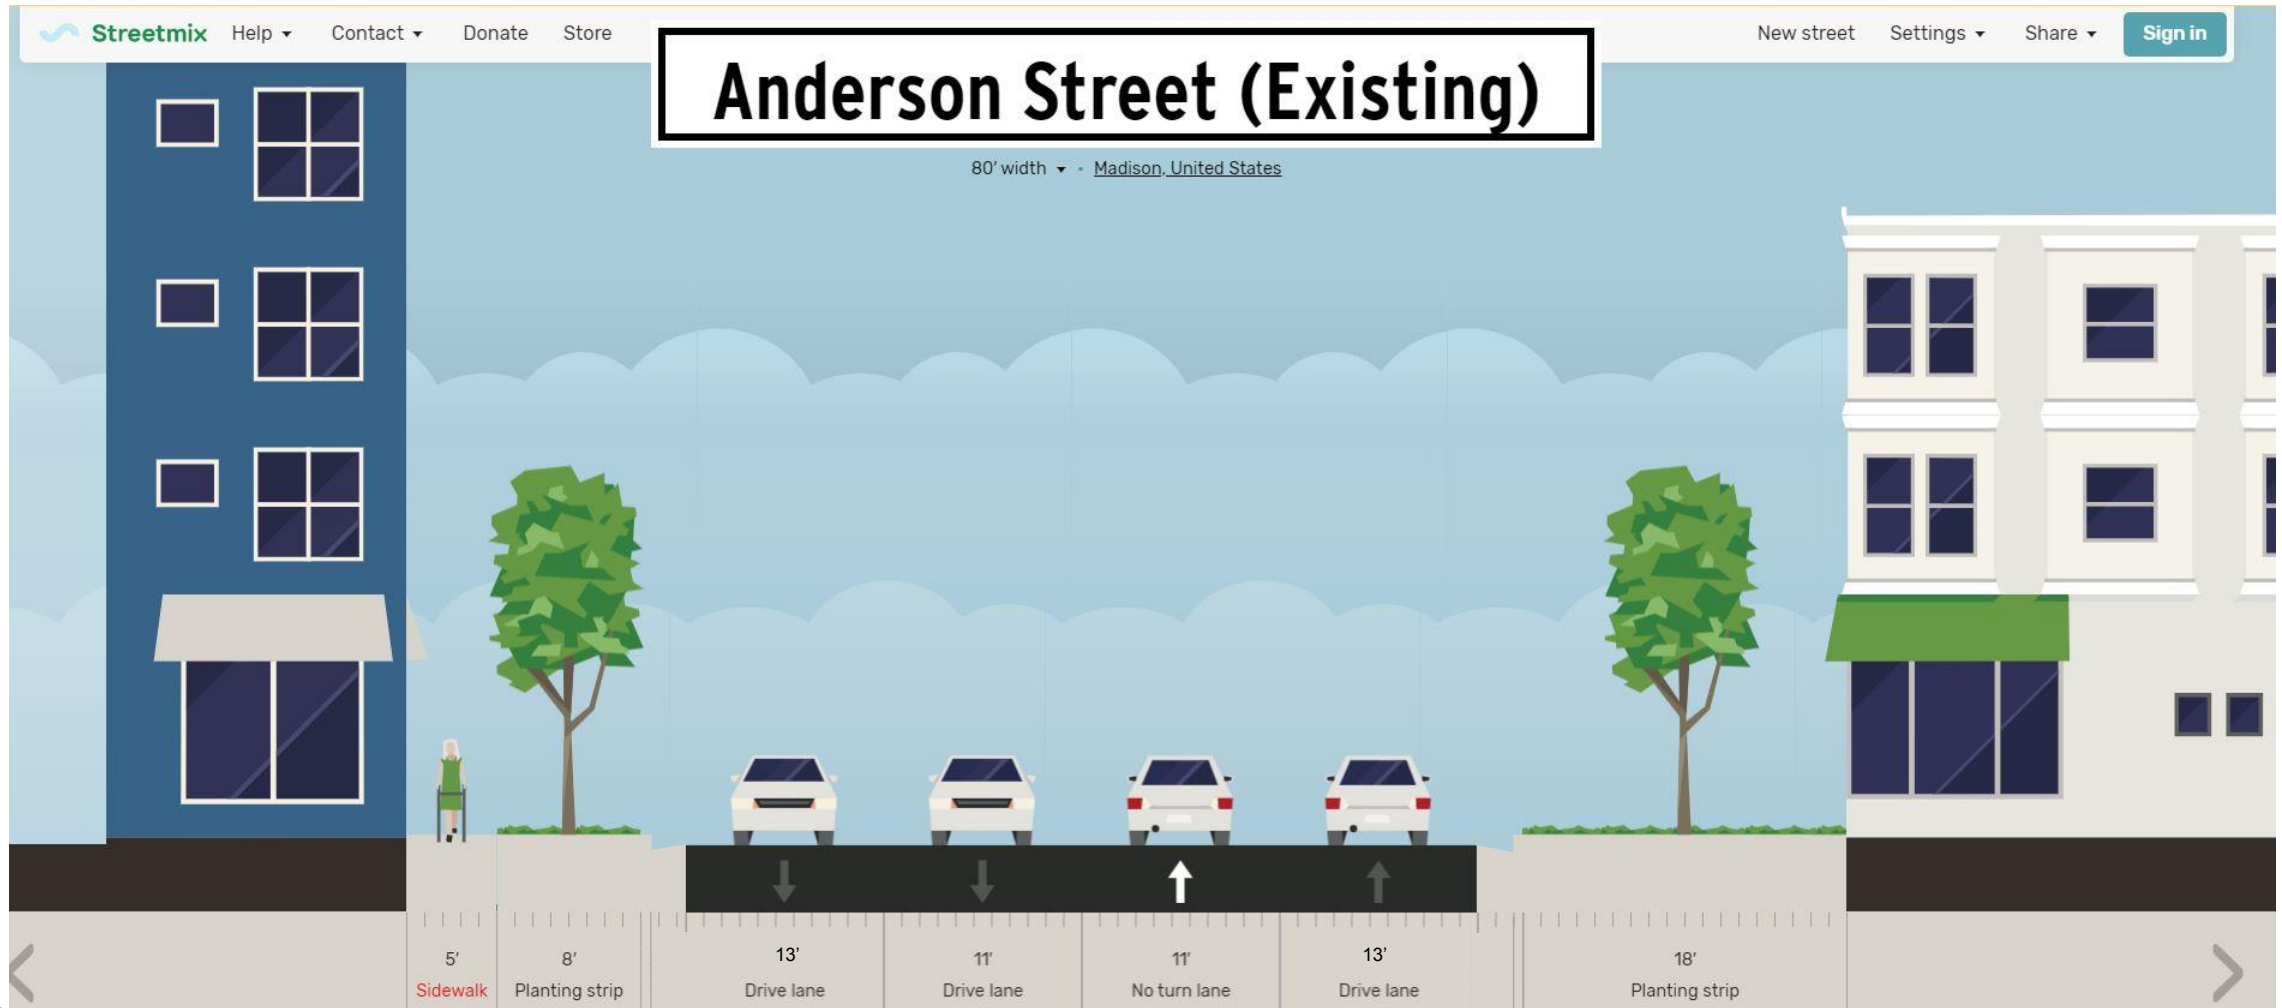 Streetmix Help Contact Donate Store New street Settings Share Sign in
Anderson Street (Existing)
80' width · Madison, United States
5' 8' 13' 11' 11' 13' 18'
Sidewalk Planting strip Drive lane Drive lane No turn lane Drive lane Planting strip